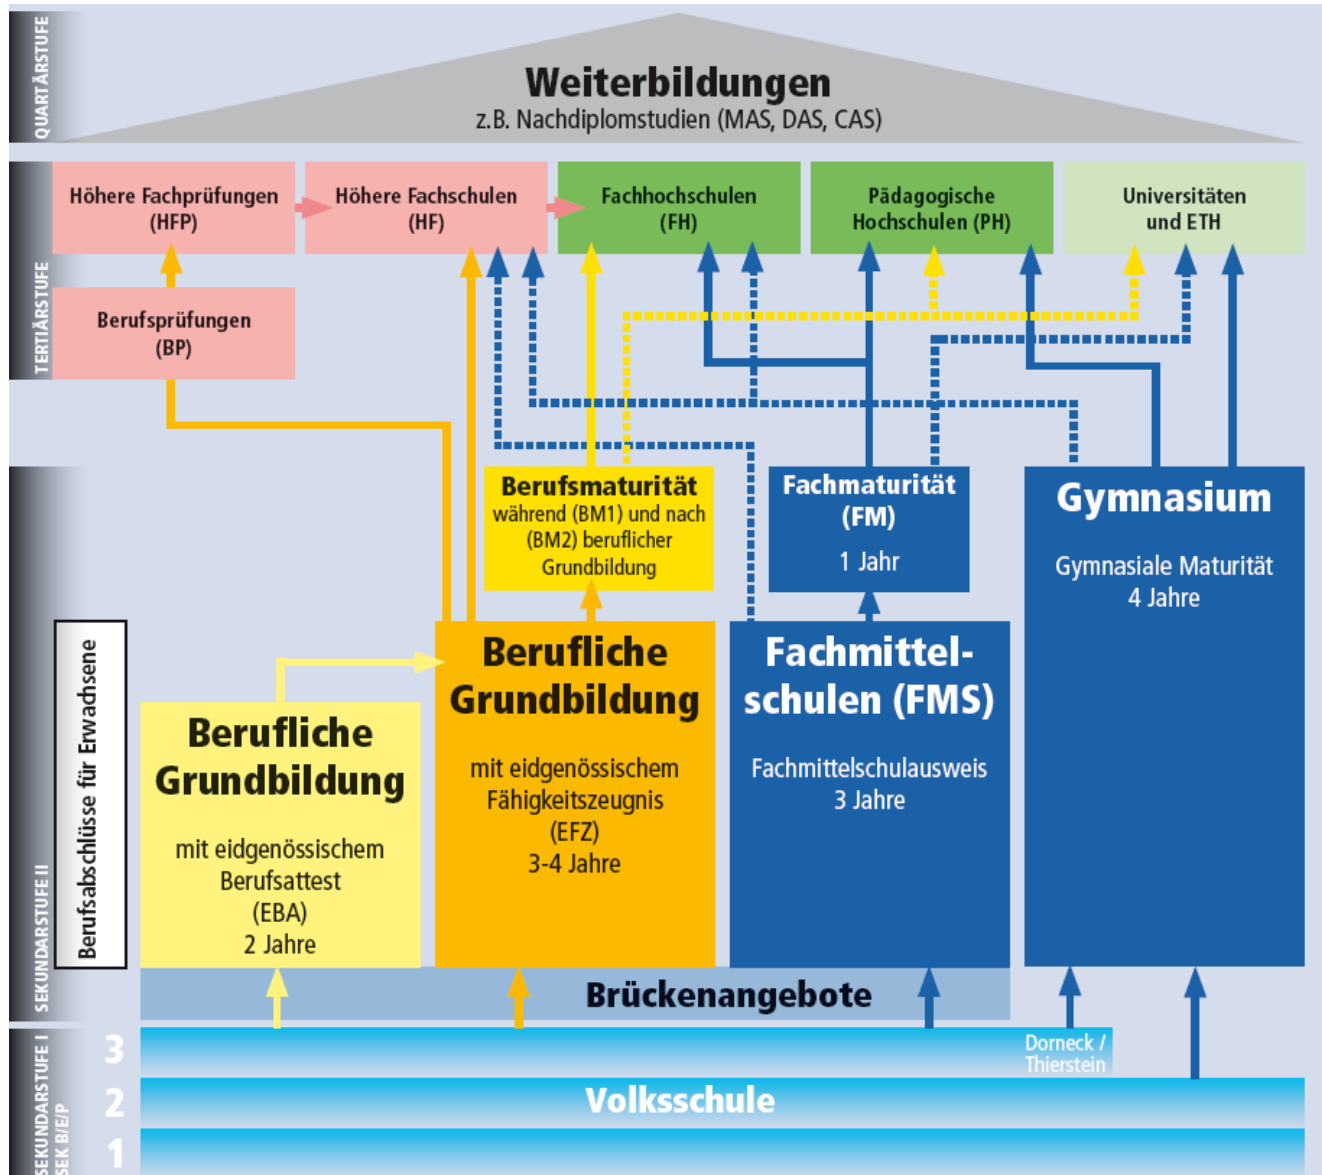 QUARTÄRSTUFE
Weiterbildungen
z.B. Nachdiplomstudien (MAS, DAS, CAS)
TERTIÄRSTUFE
Höhere Fachprüfungen
(HFP)
Höhere Fachschulen
(HF)
Fachhochschulen
(FH)
Pädagogische
Hochschulen (PH)
Universitäten
und ETH
Berufsprüfungen
(BP)
SEKUNDARSTUFE II
Berufsabschlüsse für Erwachsene
Berufsmaturität
während (BM1) und nach
(BM2) beruflicher
Grundbildung
Fachmaturität
(FM)
1 Jahr
Gymnasium
Gymnasiale Maturität
4 Jahre
Berufliche
Grundbildung
mit eidgenössischem
Berufsattest
(EBA)
2 Jahre
Berufliche
Grundbildung
mit eidgenössischem
Fähigkeitszeugnis
(EFZ)
3-4 Jahre
Fachmittel-
schulen (FMS)
Fachmittelschulausweis
3 Jahre
Brückenangebote
SEKUNDARSTUFE I
SEK B/E/P
3
Dorneck /
Thierstein
2
Volksschule
1